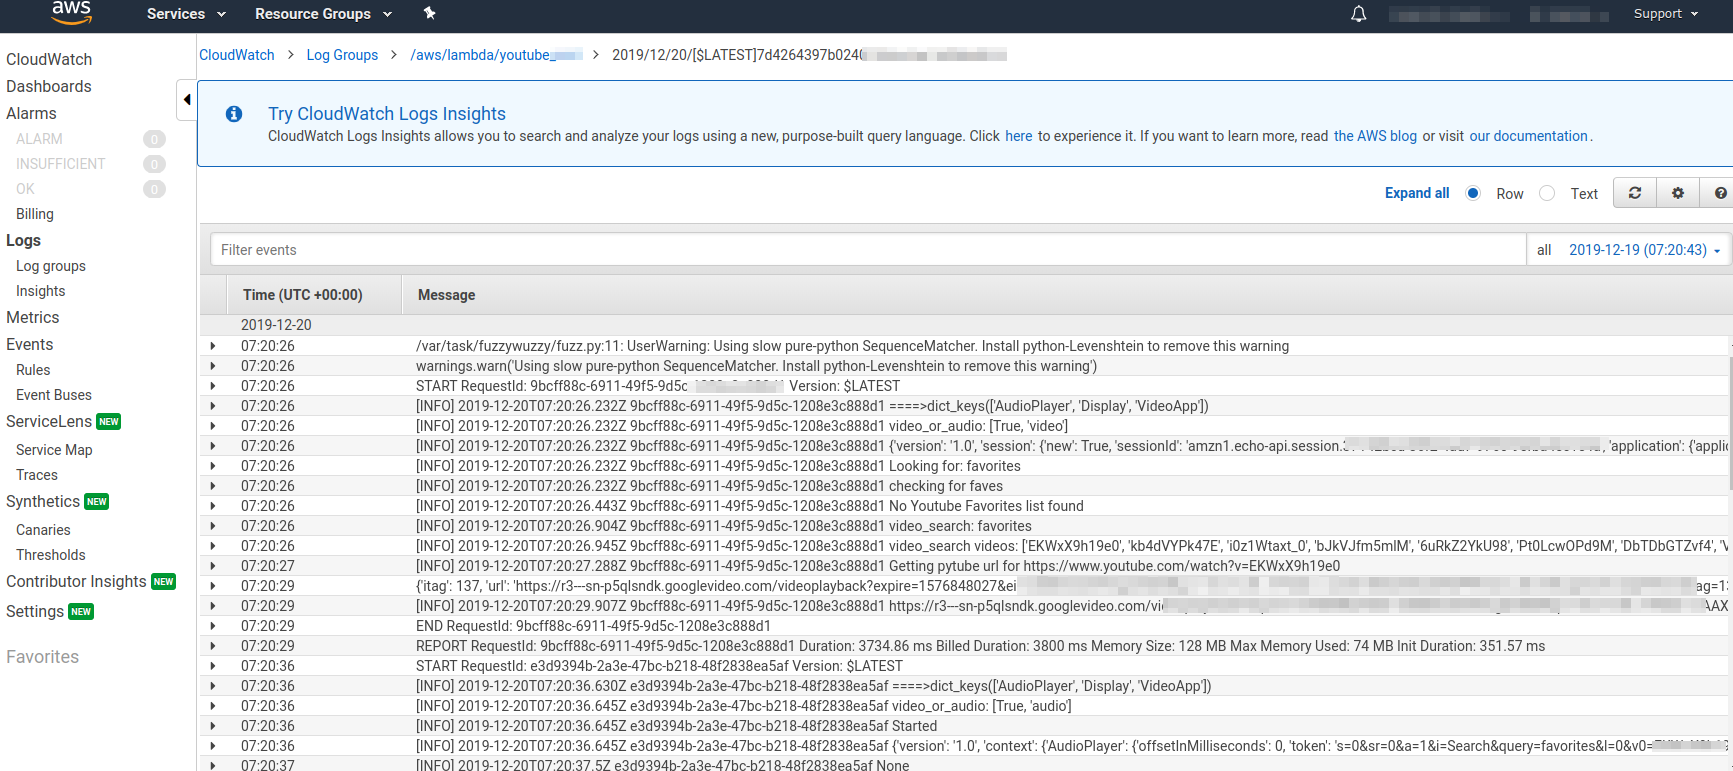 aws Services Resource Groups Support
CloudWatch
Dashboards
Alarms
ALARM 0
INSUFFICIENT 0
OK 0
Billing
Logs
Log groups
Insights
Metrics
Events
Rules
Event Buses
ServiceLens NEW
Service Map
Traces
Synthetics NEW
Canaries
Thresholds
Contributor Insights NEW
Settings NEW
Favorites
CloudWatch > Log Groups > /aws/lambda/youtube_ > 2019/12/20/[$LATEST]7d4264397b0240
Try CloudWatch Logs Insights
CloudWatch Logs Insights allows you to search and analyze your logs using a new, purpose-built query language. Click here to experience it. If you want to learn more, read the AWS blog or visit our documentation.
Expand all Row Text
Filter events all 2019-12-19 (07:20:43)
Time (UTC +00:00) Message
2019-12-20
07:20:26 /var/task/fuzzywuzzy/fuzz.py:11: UserWarning: Using slow pure-python SequenceMatcher. Install python-Levenshtein to remove this warning
07:20:26 warnings.warn('Using slow pure-python SequenceMatcher. Install python-Levenshtein to remove this warning')
07:20:26 START RequestId: 9bcff88c-6911-49f5-9d5c Version: $LATEST
07:20:26 [INFO] 2019-12-20T07:20:26.232Z 9bcff88c-6911-49f5-9d5c-1208e3c888d1 ====>dict_keys(['AudioPlayer', 'Display', 'VideoApp'])
07:20:26 [INFO] 2019-12-20T07:20:26.232Z 9bcff88c-6911-49f5-9d5c-1208e3c888d1 video_or_audio: [True, 'video']
07:20:26 [INFO] 2019-12-20T07:20:26.232Z 9bcff88c-6911-49f5-9d5c-1208e3c888d1 {'version': '1.0', 'session': {'new': True, 'sessionId': 'amzn1.echo-api.session. 'application': {'applic
07:20:26 [INFO] 2019-12-20T07:20:26.232Z 9bcff88c-6911-49f5-9d5c-1208e3c888d1 Looking for: favorites
07:20:26 [INFO] 2019-12-20T07:20:26.232Z 9bcff88c-6911-49f5-9d5c-1208e3c888d1 checking for faves
07:20:26 [INFO] 2019-12-20T07:20:26.443Z 9bcff88c-6911-49f5-9d5c-1208e3c888d1 No Youtube Favorites list found
07:20:26 [INFO] 2019-12-20T07:20:26.904Z 9bcff88c-6911-49f5-9d5c-1208e3c888d1 video_search: favorites
07:20:26 [INFO] 2019-12-20T07:20:26.945Z 9bcff88c-6911-49f5-9d5c-1208e3c888d1 video_search videos: ['EKWxX9h19e0', 'kb4dVYPk47E', 'i0z1Wtaxt_0', 'bJkVJfm5mlM', '6uRkZ2YkU98', 'Pt0LcwOPd9M', 'DbTDbGTZvf4', 'V
07:20:27 [INFO] 2019-12-20T07:20:27.288Z 9bcff88c-6911-49f5-9d5c-1208e3c888d1 Getting pytube url for https://www.youtube.com/watch?v=EKWxX9h19e0
07:20:29 {'itag': 137, 'url': 'https://r3---sn-p5qlsndk.googlevideo.com/videoplayback?expire=1576848027&ei ag=13
07:20:29 [INFO] 2019-12-20T07:20:29.907Z 9bcff88c-6911-49f5-9d5c-1208e3c888d1 https://r3---sn-p5qlsndk.googlevideo.com/vi AAX
07:20:29 END RequestId: 9bcff88c-6911-49f5-9d5c-1208e3c888d1
07:20:29 REPORT RequestId: 9bcff88c-6911-49f5-9d5c-1208e3c888d1 Duration: 3734.86 ms Billed Duration: 3800 ms Memory Size: 128 MB Max Memory Used: 74 MB Init Duration: 351.57 ms
07:20:36 START RequestId: e3d9394b-2a3e-47bc-b218-48f2838ea5af Version: $LATEST
07:20:36 [INFO] 2019-12-20T07:20:36.630Z e3d9394b-2a3e-47bc-b218-48f2838ea5af ====>dict_keys(['AudioPlayer', 'Display', 'VideoApp'])
07:20:36 [INFO] 2019-12-20T07:20:36.645Z e3d9394b-2a3e-47bc-b218-48f2838ea5af video_or_audio: [True, 'audio']
07:20:36 [INFO] 2019-12-20T07:20:36.645Z e3d9394b-2a3e-47bc-b218-48f2838ea5af Started
07:20:36 [INFO] 2019-12-20T07:20:36.645Z e3d9394b-2a3e-47bc-b218-48f2838ea5af {'version': '1.0', 'context': {'AudioPlayer': {'offsetInMilliseconds': 0, 'token': 's=0&sr=0&a=1&i=Search&query=favorites&l=0&v0=
07:20:37 [INFO] 2019-12-20T07:20:37.5Z e3d9394b-2a3e-47bc-b218-48f2838ea5af None